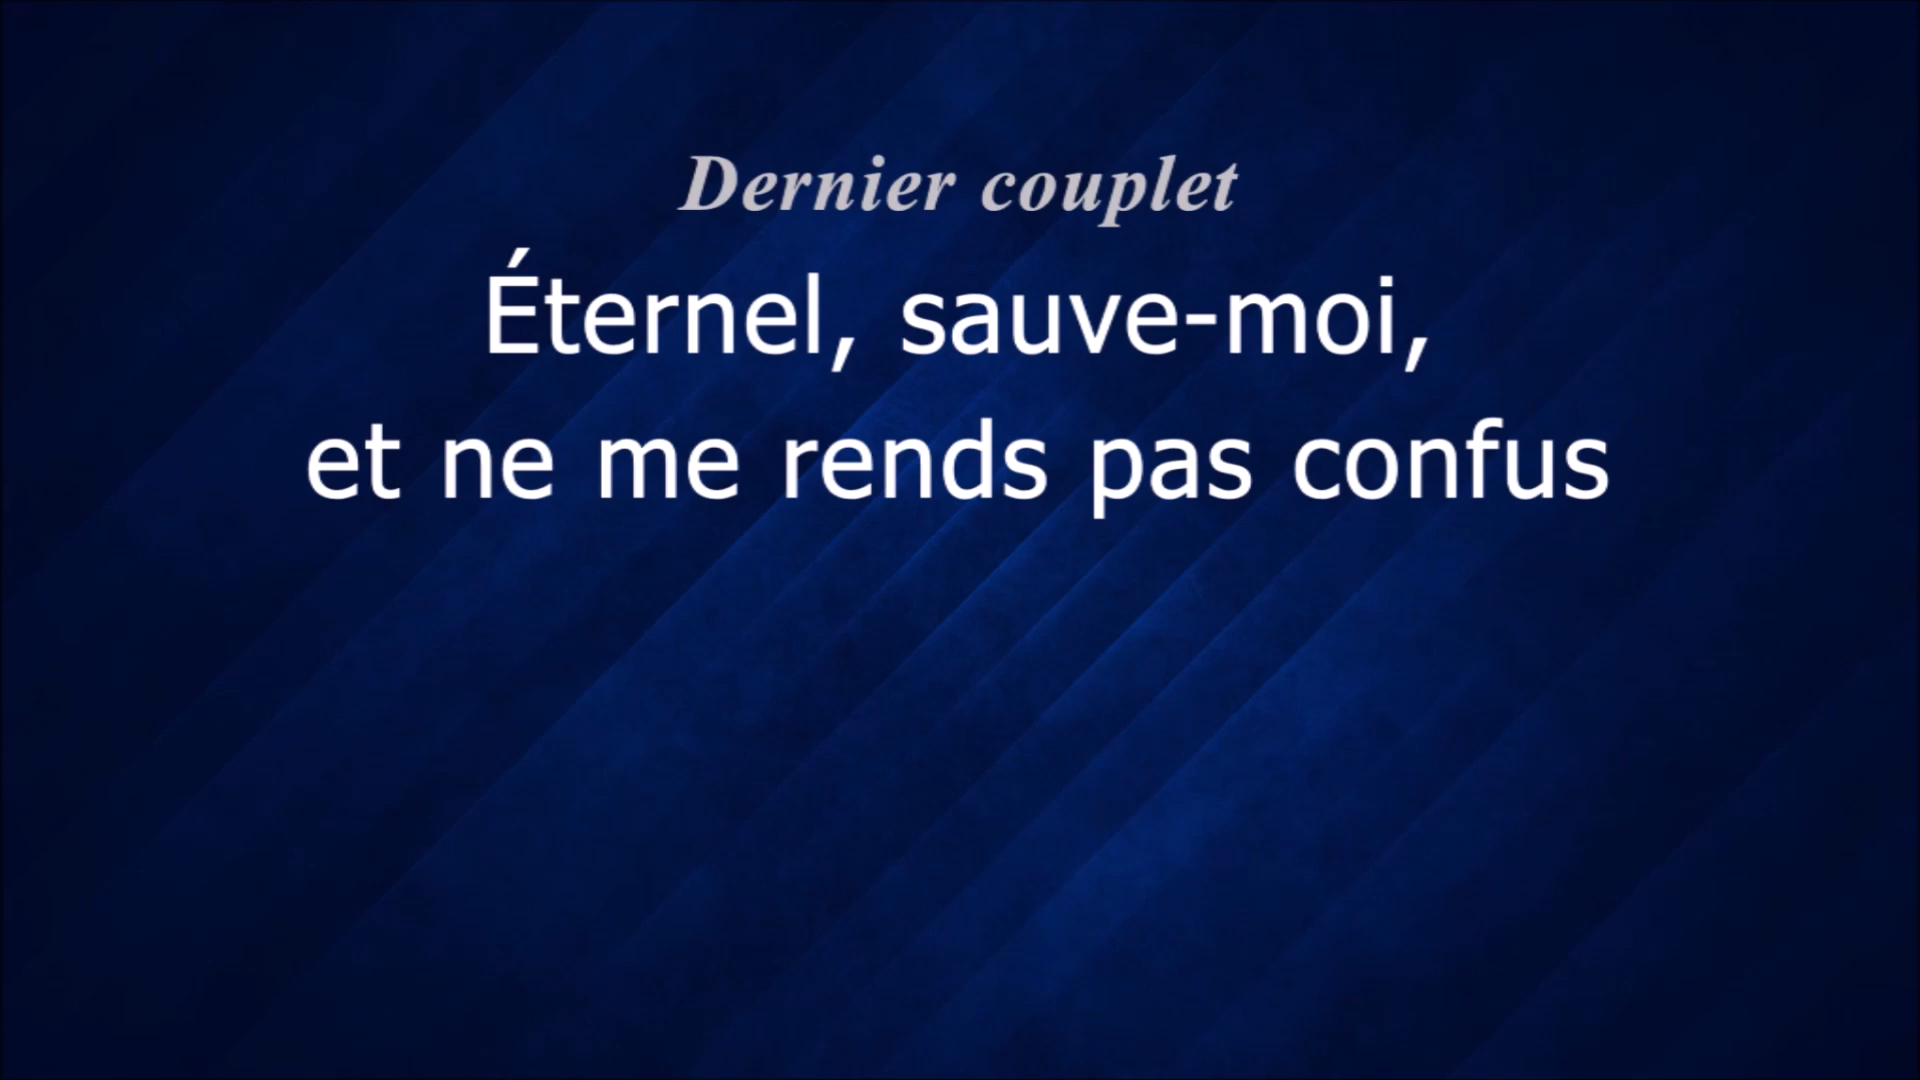 Dernier couplet
Éternel, sauve-moi,
et ne me rends pas confus